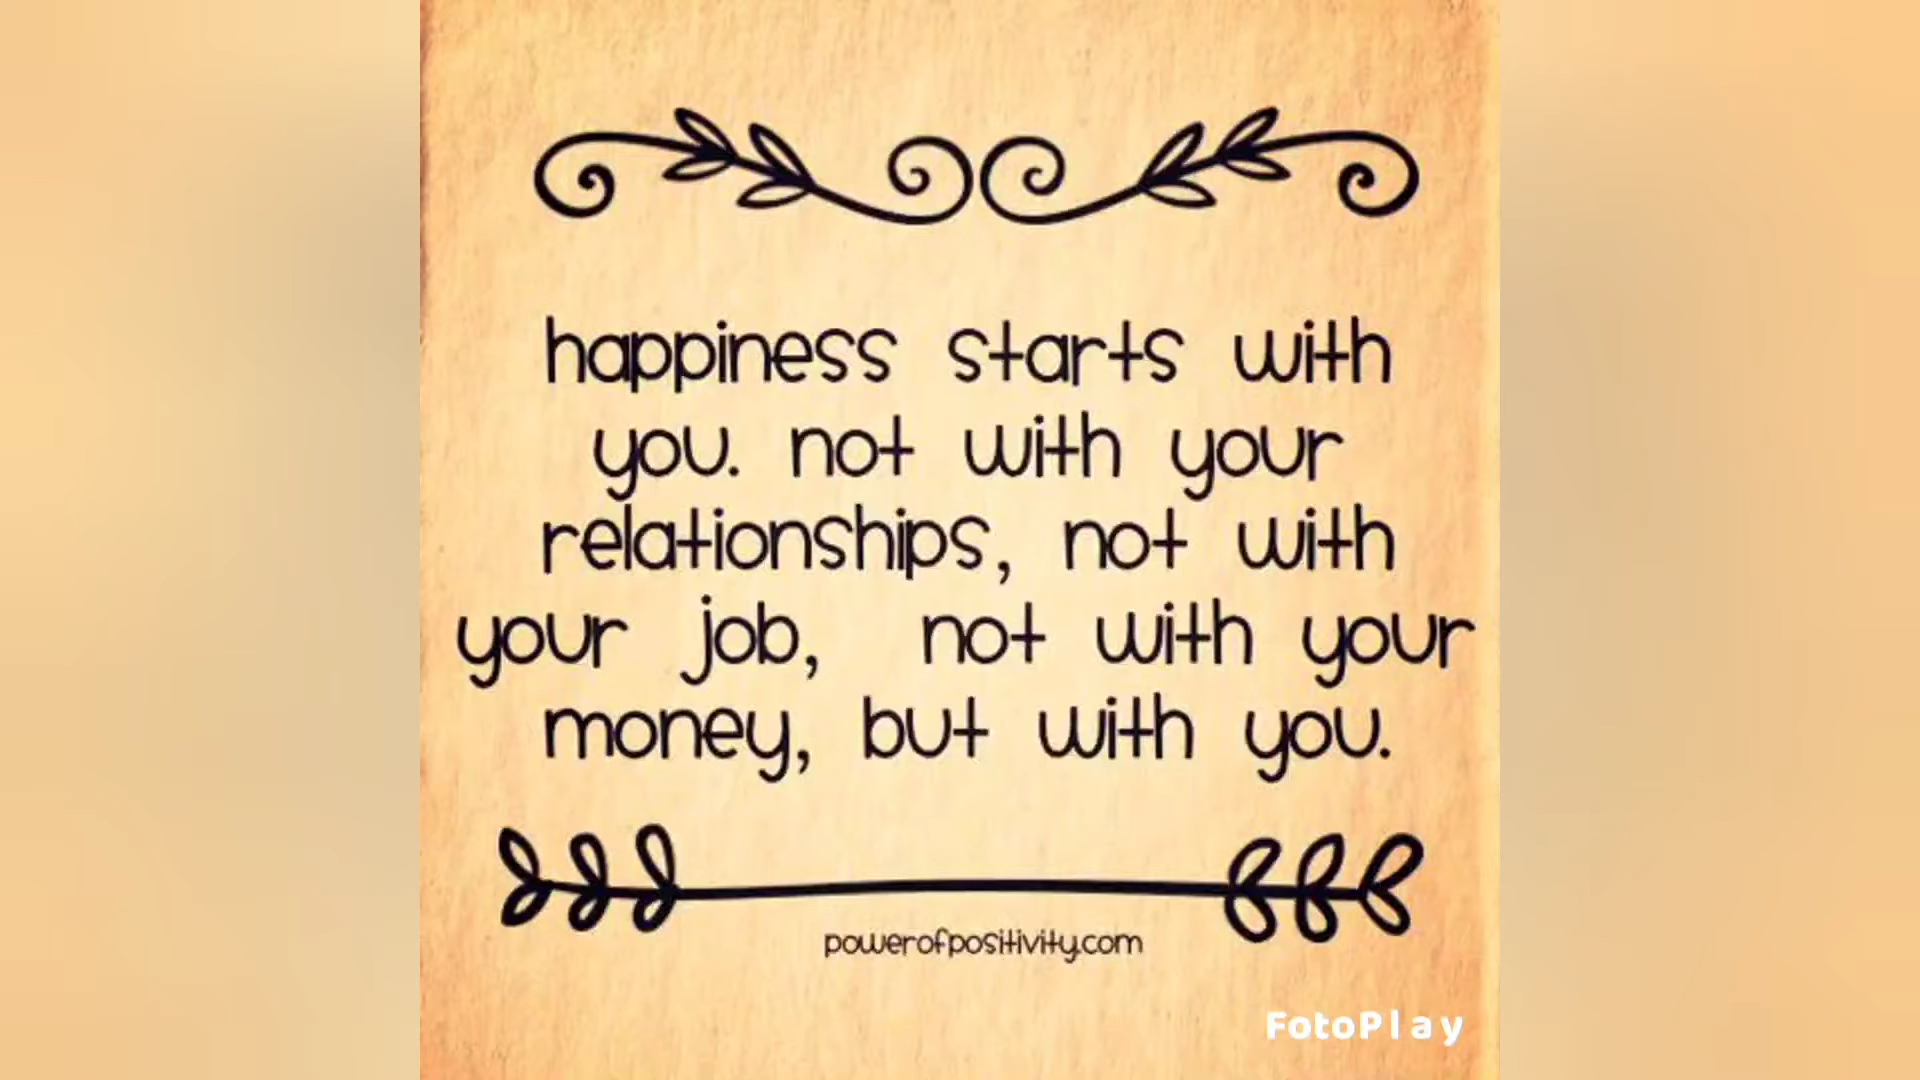 happiness starts with
you. not with your
relationships, not with
your job, not with your
money, but with you.
powerofpositivity.com
FotoPlay